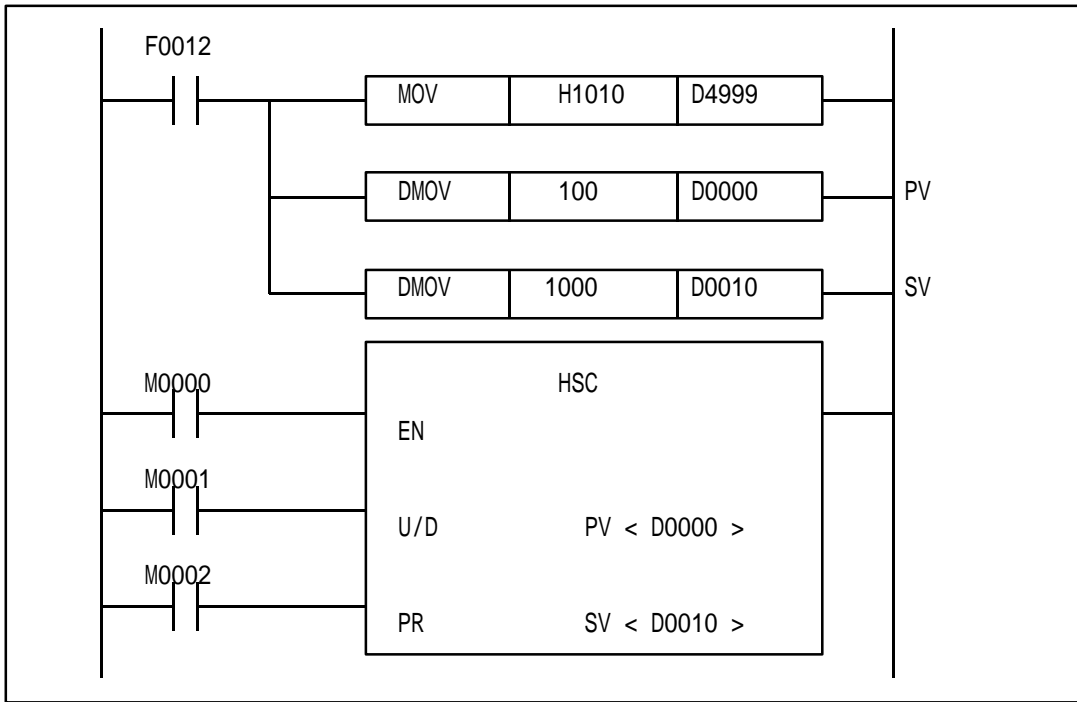 F0012
MOV H1010 D4999
DMOV 100 D0000 PV
DMOV 1000 D0010 SV
M0000 HSC
EN
M0001
U/D PV < D0000 >
M0002
PR SV < D0010 >